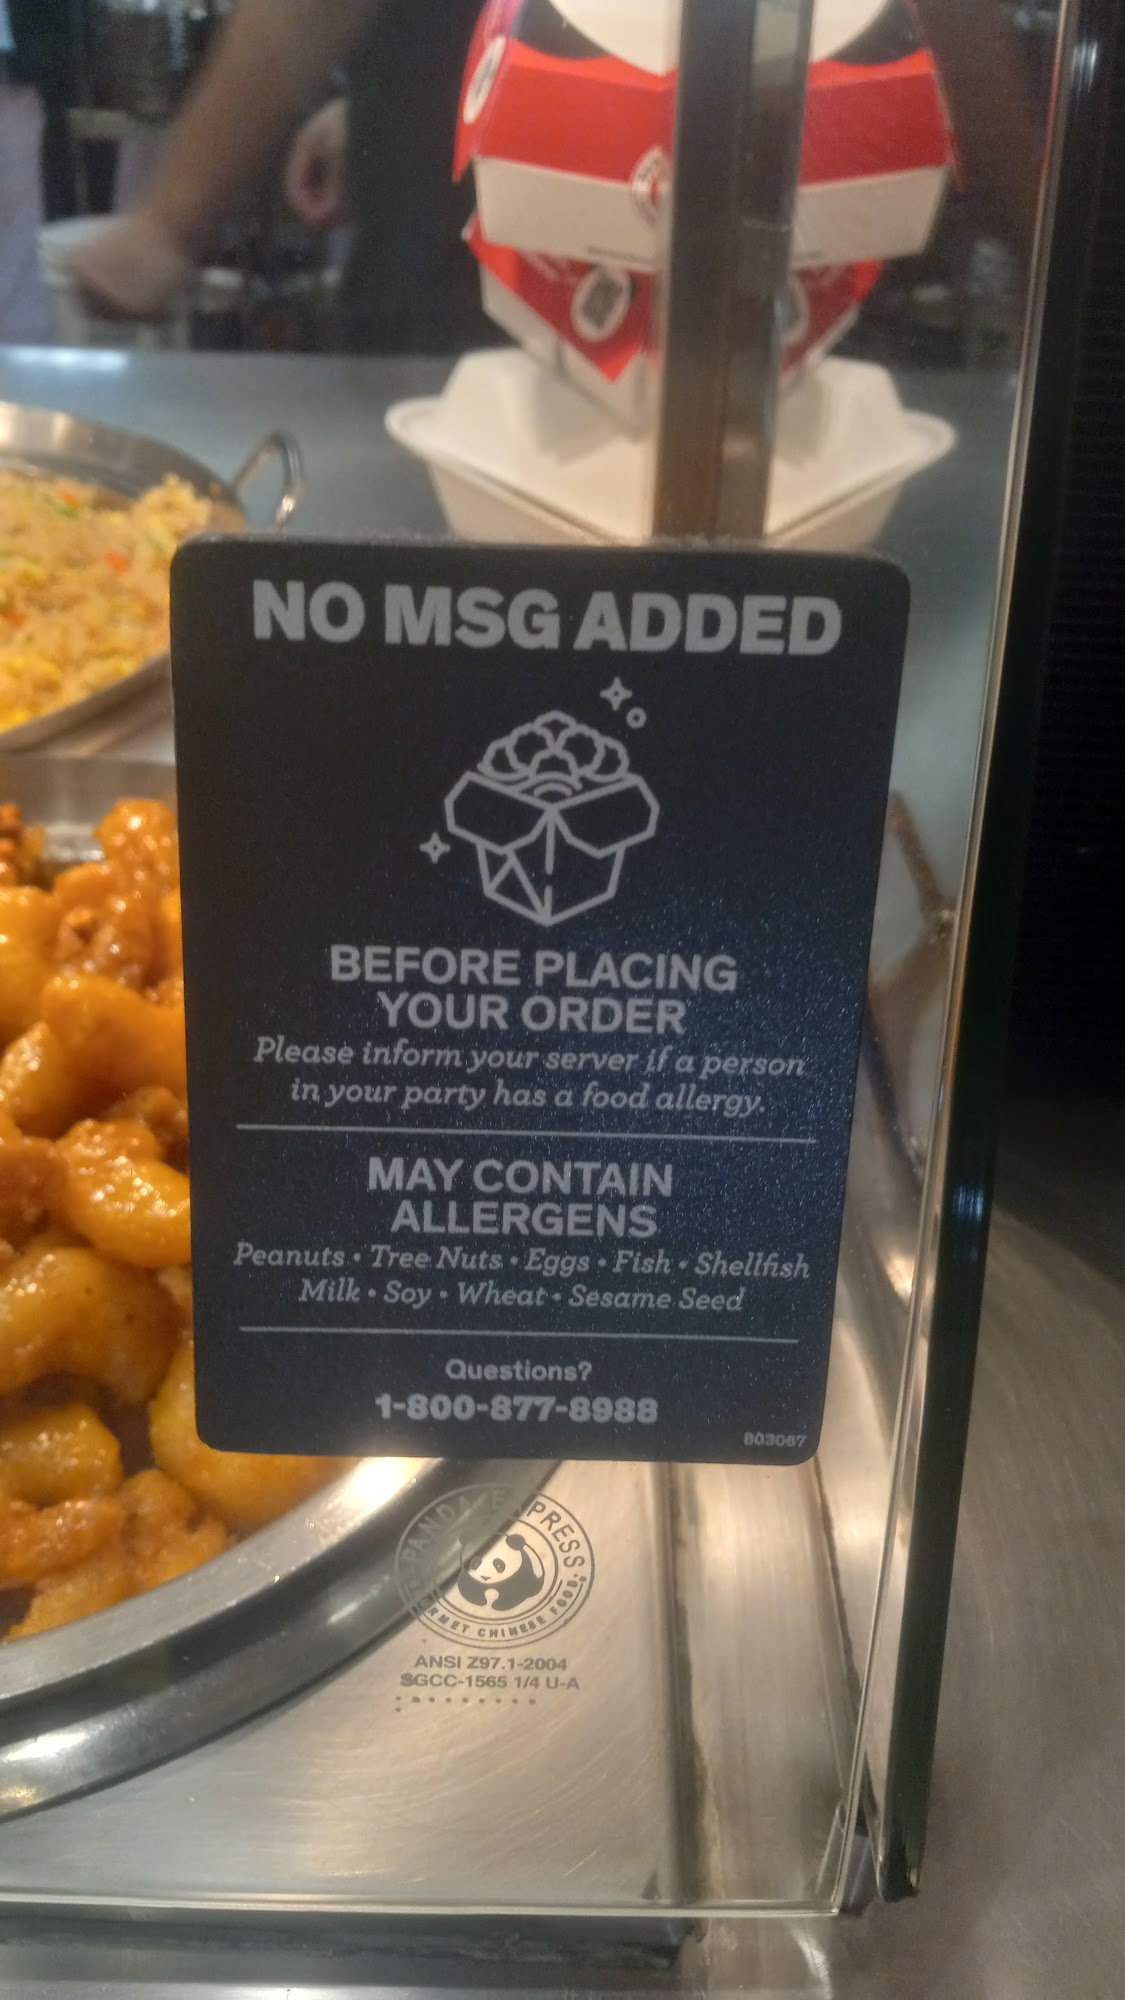 NO MSG ADDED
BEFORE PLACING
YOUR ORDER
Please inform your server if a person
in your party has a food allergy.
MAY CONTAIN
ALLERGENS
Peanuts • Tree Nuts • Eggs • Fish • Shellfish
Milk • Soy • Wheat • Sesame Seed
Questions?
1-800-877-8988
803067
PANDA EXPRESS
CHINESE FOOD
ANSI Z97.1-2004
SGCC-1565 1/4 U-A